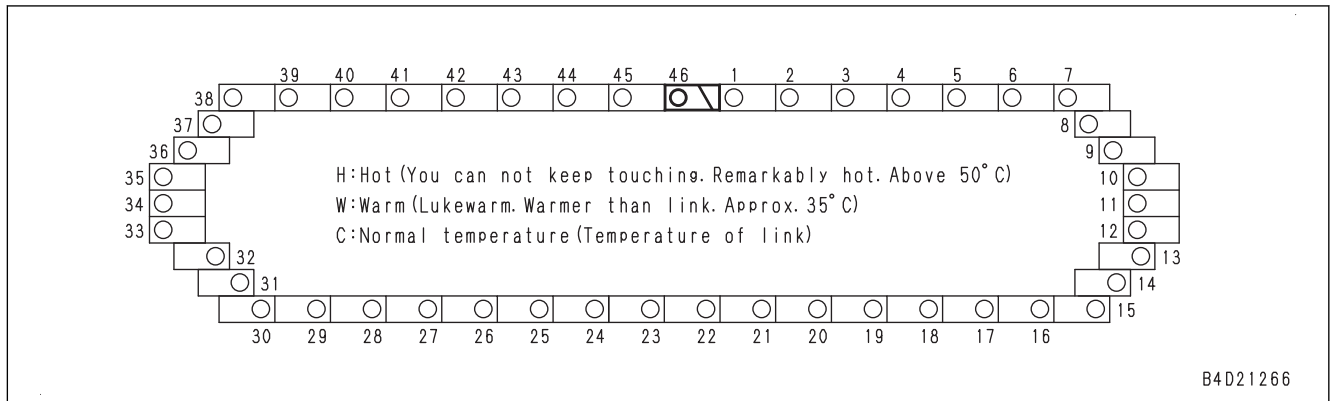 39 40 41 42 43 44 45 46 1 2 3 4 5 6 7
38
37 8
36 9
35 10
34 11
33 12
32 13
31 14
15
30 29 28 27 26 25 24 23 22 21 20 19 18 17 16
H:Hot(You can not keep touching. Remarkably hot. Above 50°C)
W:Warm(Lukewarm. Warmer than link. Approx. 35°C)
C:Normal temperature(Temperature of link)
B4D21266